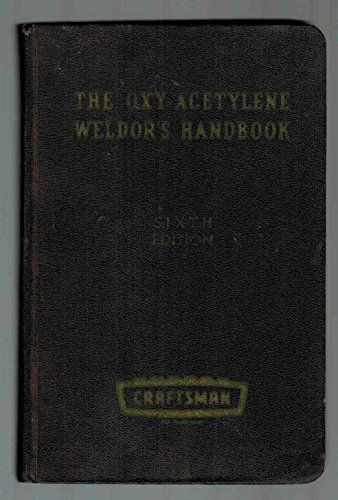 THE OXY-ACETYLENE
WELDOR'S HANDBOOK
SIXTH
EDITION
CRAFTSMAN